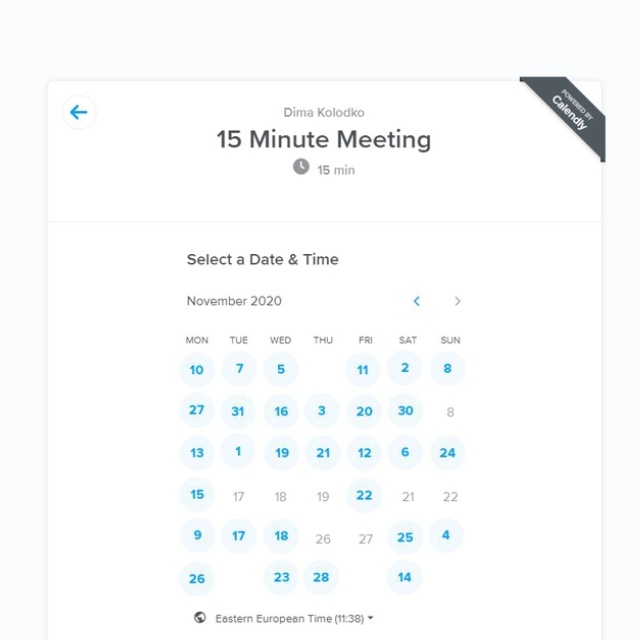 POWERED BY
Calendly
Dima Kolodko
15 Minute Meeting
15 min
Select a Date & Time
November 2020
MON TUE WED THU FRI SAT SUN
10 7 5 11 2 8
27 31 16 3 20 30 8
13 1 19 21 12 6 24
15 17 18 19 22 21 22
9 17 18 26 27 25 4
26 23 28 14
Eastern European Time (11:38)